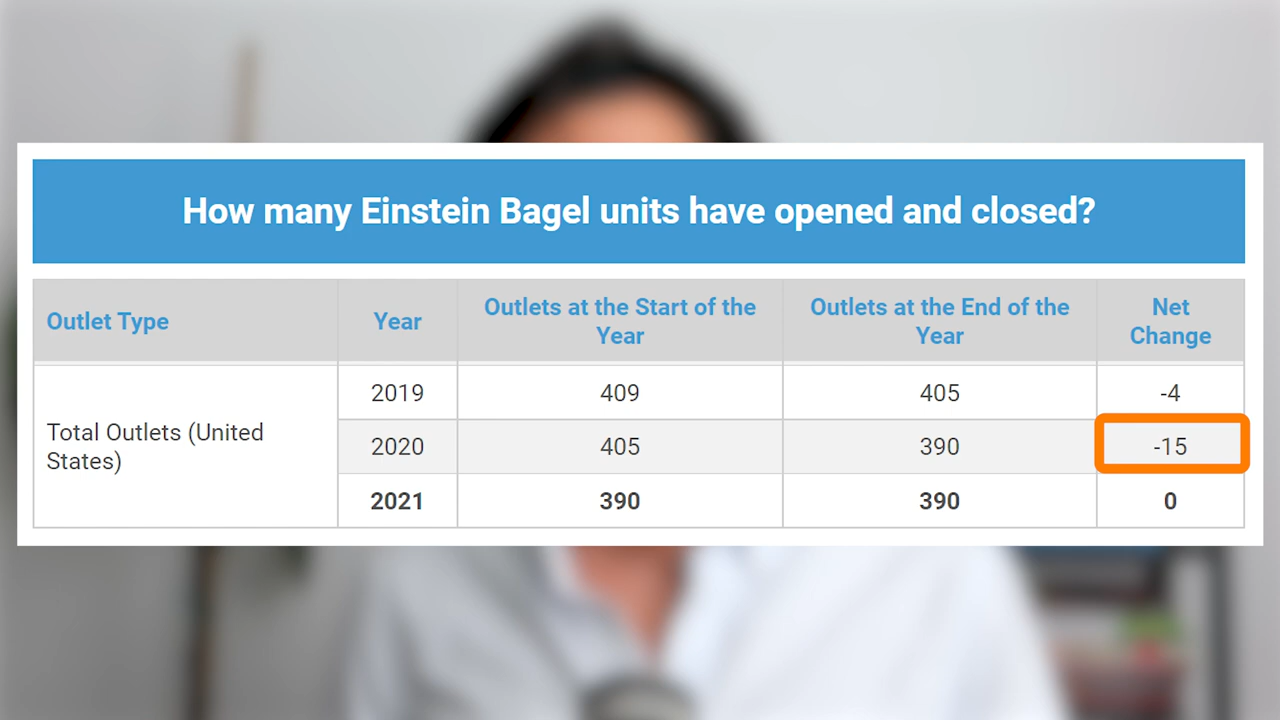 How many Einstein Bagel units have opened and closed?
Outlet Type
Year
Outlets at the Start of the
Year
Outlets at the End of the
Year
Net
Change
Total Outlets (United
States)
2019
409
405
-4
2020
405
390
-15
2021
390
390
0